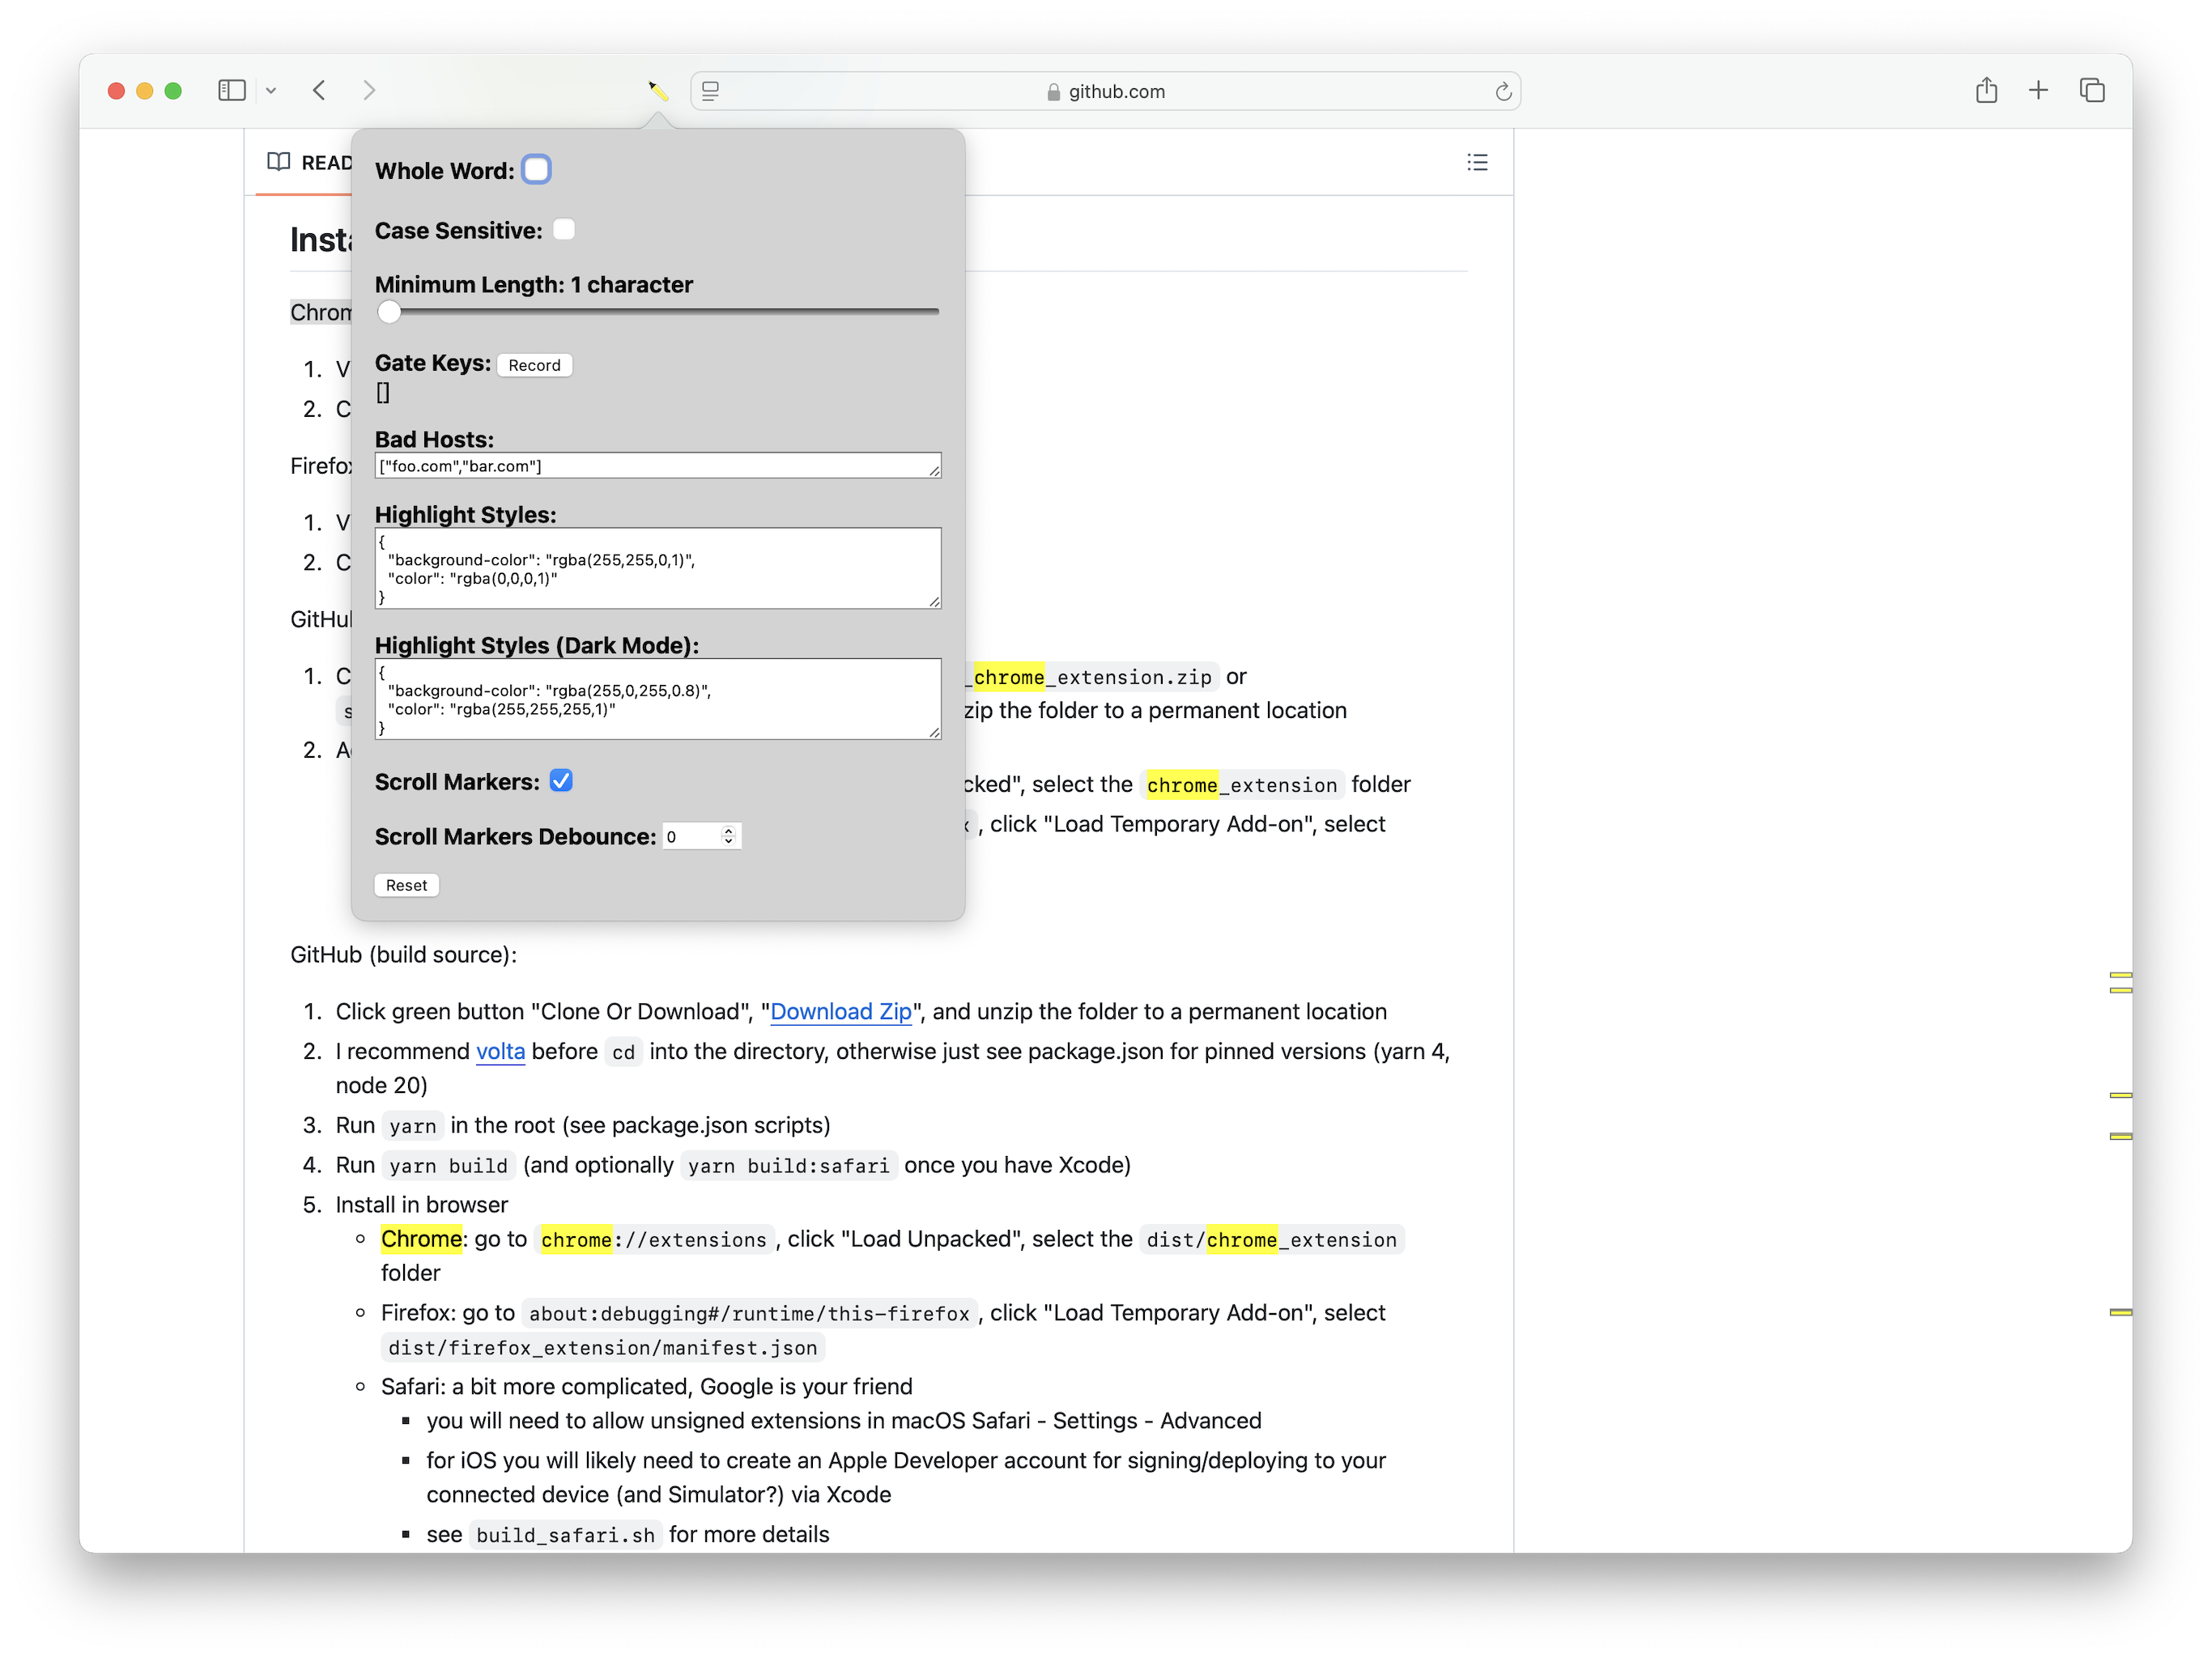 github.com
READ
Whole Word:
Case Sensitive:
Minimum Length: 1 character
Gate Keys: Record
[]
Bad Hosts:
["foo.com","bar.com"]
Highlight Styles:
{
"background-color": "rgba(255,255,0,1)",
"color": "rgba(0,0,0,1)"
}
Highlight Styles (Dark Mode):
{
"background-color": "rgba(255,0,255,0.8)",
"color": "rgba(255,255,255,1)"
}
Scroll Markers:
Scroll Markers Debounce: 0
Reset
Insta
Chrom
1. V
2. C
Firefox
1. V
2. C
GitHu
1. C
_chrome_extension.zip or
s
zip the folder to a permanent location
2. A
cked", select the chrome_extension folder
x , click "Load Temporary Add-on", select
GitHub (build source):
1. Click green button "Clone Or Download", "Download Zip", and unzip the folder to a permanent location
2. I recommend volta before cd into the directory, otherwise just see package.json for pinned versions (yarn 4,
node 20)
3. Run yarn in the root (see package.json scripts)
4. Run yarn build (and optionally yarn build:safari once you have Xcode)
5. Install in browser
Chrome: go to chrome://extensions , click "Load Unpacked", select the dist/chrome_extension
folder
Firefox: go to about:debugging#/runtime/this-firefox , click "Load Temporary Add-on", select
dist/firefox_extension/manifest.json
Safari: a bit more complicated, Google is your friend
you will need to allow unsigned extensions in macOS Safari - Settings - Advanced
for iOS you will likely need to create an Apple Developer account for signing/deploying to your
connected device (and Simulator?) via Xcode
see build_safari.sh for more details